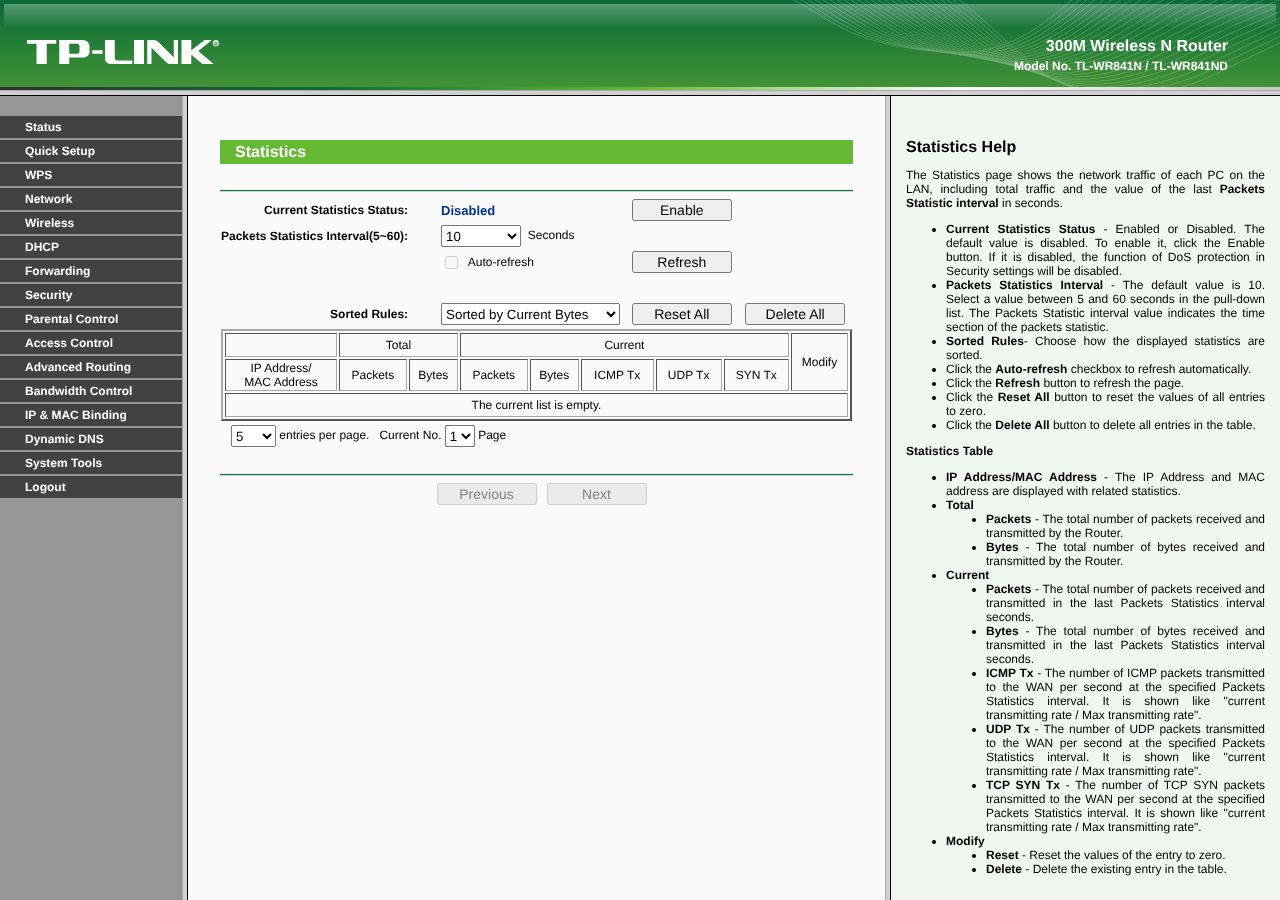 TP-LINK®
300M Wireless N Router
Model No. TL-WR841N / TL-WR841ND
Status
Quick Setup
WPS
Network
Wireless
DHCP
Forwarding
Security
Parental Control
Access Control
Advanced Routing
Bandwidth Control
IP & MAC Binding
Dynamic DNS
System Tools
Logout
Statistics
Current Statistics Status: Disabled Enable
Packets Statistics Interval(5~60): 10 Seconds
Auto-refresh Refresh
Sorted Rules: Sorted by Current Bytes Reset All Delete All
Total Current Modify
IP Address/
MAC Address Packets Bytes Packets Bytes ICMP Tx UDP Tx SYN Tx
The current list is empty.
5 entries per page. Current No. 1 Page
Previous Next
Statistics Help
The Statistics page shows the network traffic of each PC on the
LAN, including total traffic and the value of the last Packets
Statistic interval in seconds.
• Current Statistics Status - Enabled or Disabled. The
default value is disabled. To enable it, click the Enable
button. If it is disabled, the function of DoS protection in
Security settings will be disabled.
• Packets Statistics Interval - The default value is 10.
Select a value between 5 and 60 seconds in the pull-down
list. The Packets Statistic interval value indicates the time
section of the packets statistic.
• Sorted Rules- Choose how the displayed statistics are
sorted.
• Click the Auto-refresh checkbox to refresh automatically.
• Click the Refresh button to refresh the page.
• Click the Reset All button to reset the values of all entries
to zero.
• Click the Delete All button to delete all entries in the table.
Statistics Table
• IP Address/MAC Address - The IP Address and MAC
address are displayed with related statistics.
• Total
• Packets - The total number of packets received and
transmitted by the Router.
• Bytes - The total number of bytes received and
transmitted by the Router.
• Current
• Packets - The total number of packets received and
transmitted in the last Packets Statistics interval
seconds.
• Bytes - The total number of bytes received and
transmitted in the last Packets Statistics interval
seconds.
• ICMP Tx - The number of ICMP packets transmitted
to the WAN per second at the specified Packets
Statistics interval. It is shown like "current
transmitting rate / Max transmitting rate".
• UDP Tx - The number of UDP packets transmitted
to the WAN per second at the specified Packets
Statistics interval. It is shown like "current
transmitting rate / Max transmitting rate".
• TCP SYN Tx - The number of TCP SYN packets
transmitted to the WAN per second at the specified
Packets Statistics interval. It is shown like "current
transmitting rate / Max transmitting rate".
• Modify
• Reset - Reset the values of the entry to zero.
• Delete - Delete the existing entry in the table.